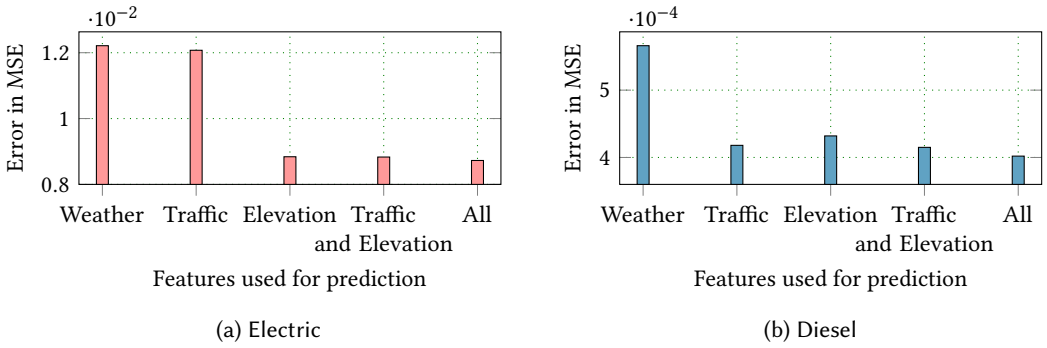 ·10⁻²
1.2
1
0.8
Error in MSE
Weather Traffic Elevation Traffic and Elevation All
Features used for prediction
(a) Electric
·10⁻⁴
5
4
Error in MSE
Weather Traffic Elevation Traffic and Elevation All
Features used for prediction
(b) Diesel